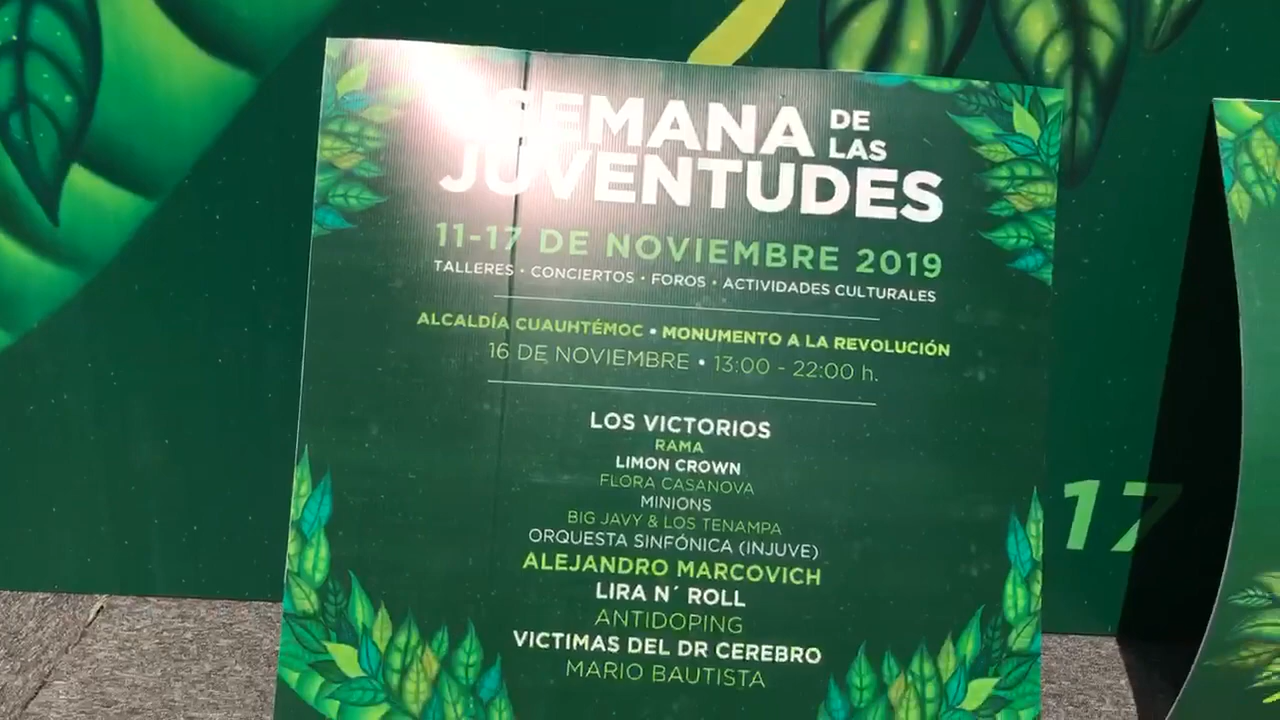 SEMANA DE LAS
JUVENTUDES
11-17 DE NOVIEMBRE 2019
TALLERES • CONCIERTOS • FOROS • ACTIVIDADES CULTURALES
ALCALDÍA CUAUHTÉMOC • MONUMENTO A LA REVOLUCIÓN
16 DE NOVIEMBRE • 13:00 - 22:00 h.
LOS VICTORIOS
RAMA
LIMON CROWN
FLORA CASANOVA
MINIONS
BIG JAVY & LOS TENAMPA
ORQUESTA SINFÓNICA (INJUVE)
ALEJANDRO MARCOVICH
LIRA N´ ROLL
ANTIDOPING
VICTIMAS DEL DR CEREBRO
MARIO BAUTISTA
17